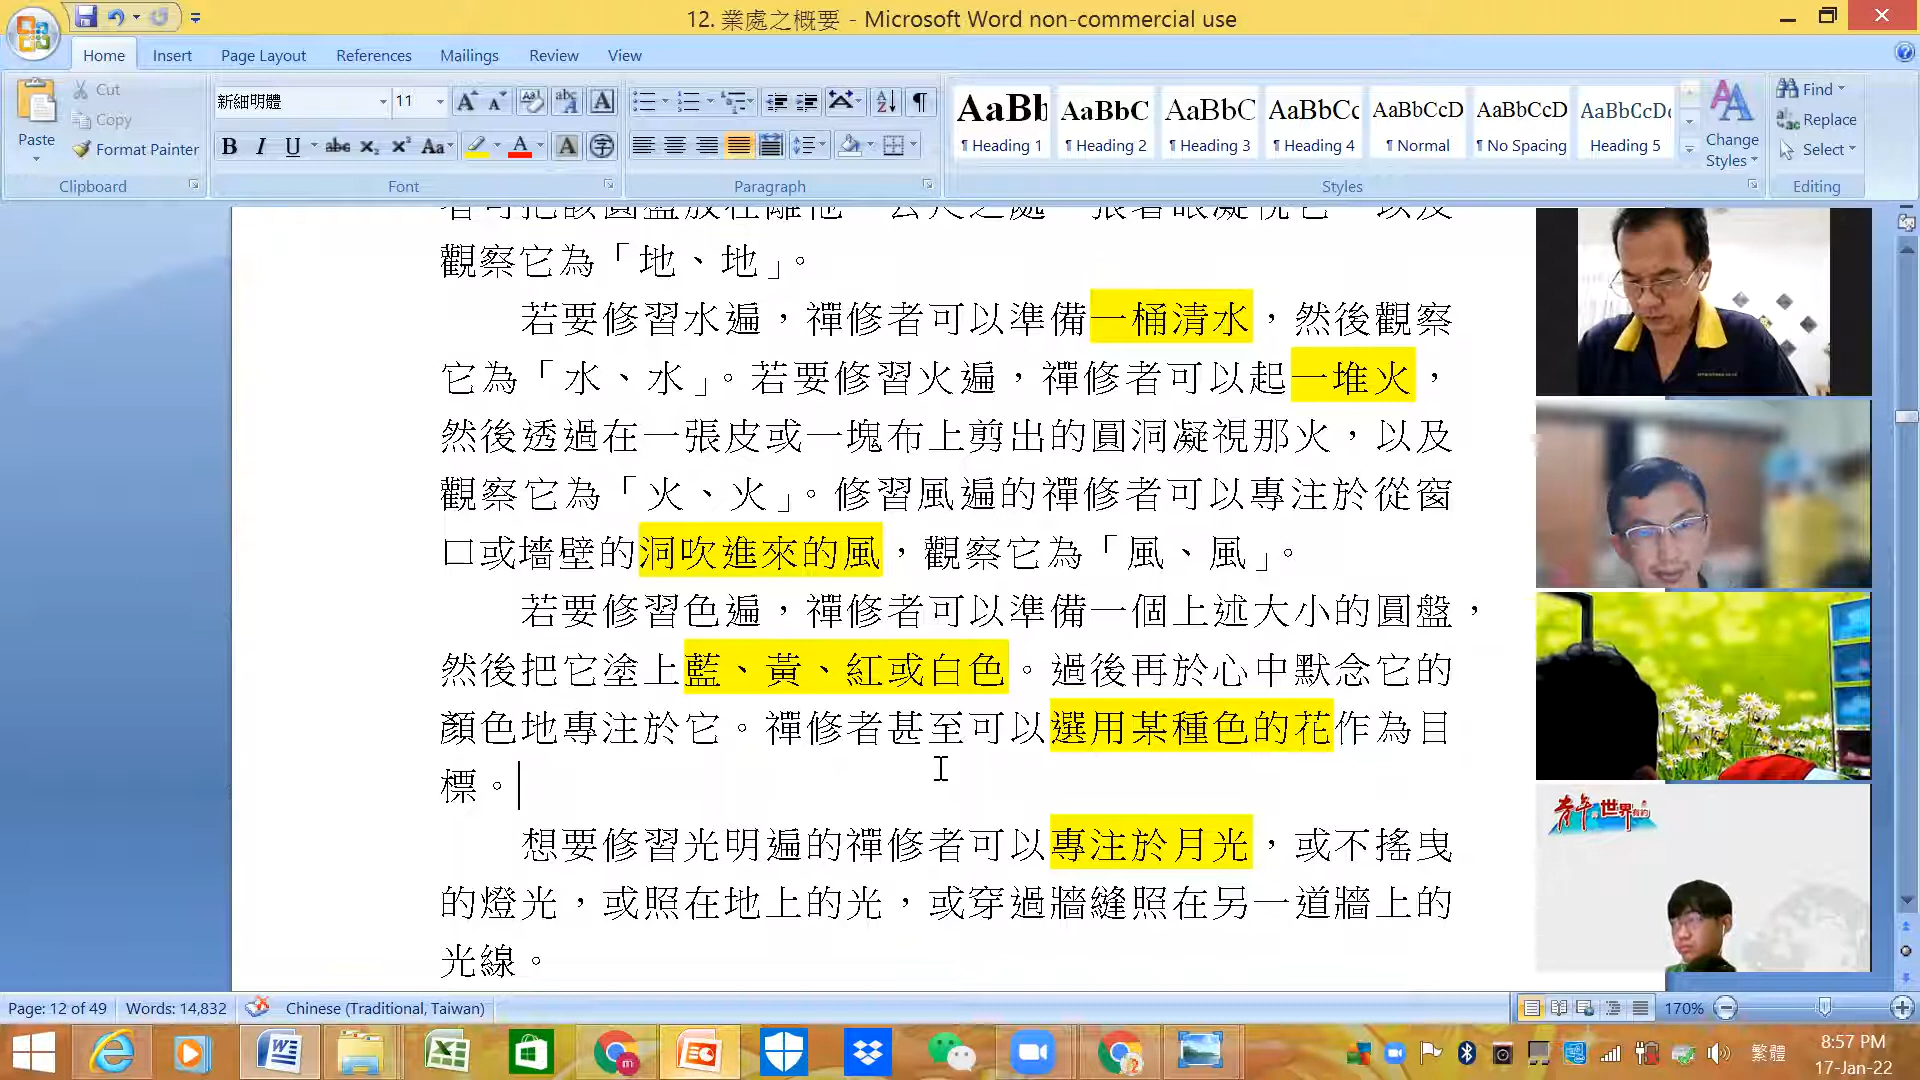 12. 業處之概要 - Microsoft Word non-commercial use
Home Insert Page Layout References Mailings Review View
Paste
Cut
Copy
Format Painter
Clipboard
新細明體 11
Font
Paragraph
AaBb AaBbC AaBbC AaBbCc AaBbCcD AaBbCcD AaBbCcDc
¶ Heading 1 ¶ Heading 2 ¶ Heading 3 ¶ Heading 4 ¶ Normal ¶ No Spacing Heading 5
Styles
Change Styles
Find
Replace
Select
Editing
觀察它為「地、地」。
若要修習水遍，禪修者可以準備一桶清水，然後觀察
它為「水、水」。若要修習火遍，禪修者可以起一堆火，
然後透過在一張皮或一塊布上剪出的圓洞凝視那火，以及
觀察它為「火、火」。修習風遍的禪修者可以專注於從窗
口或墻壁的洞吹進來的風，觀察它為「風、風」。
若要修習色遍，禪修者可以準備一個上述大小的圓盤，
然後把它塗上藍、黃、紅或白色。過後再於心中默念它的
顏色地專注於它。禪修者甚至可以選用某種色的花作為目
標。
想要修習光明遍的禪修者可以專注於月光，或不搖曳
的燈光，或照在地上的光，或穿過牆縫照在另一道牆上的
光線。
青年 世界
Page: 12 of 49 Words: 14,832 Chinese (Traditional, Taiwan) 170%
繁體
8:57 PM
17-Jan-22